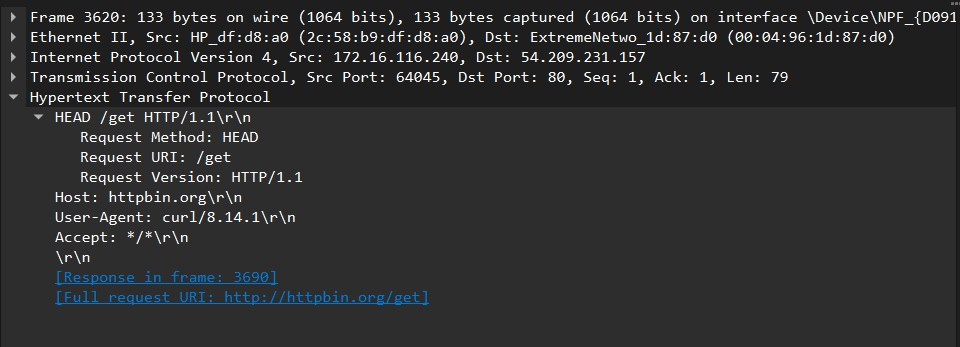 Frame 3620: 133 bytes on wire (1064 bits), 133 bytes captured (1064 bits) on interface \Device\NPF_{D091
Ethernet II, Src: HP_df:d8:a0 (2c:58:b9:df:d8:a0), Dst: ExtremeNetwo_1d:87:d0 (00:04:96:1d:87:d0)
Internet Protocol Version 4, Src: 172.16.116.240, Dst: 54.209.231.157
Transmission Control Protocol, Src Port: 64045, Dst Port: 80, Seq: 1, Ack: 1, Len: 79
Hypertext Transfer Protocol
HEAD /get HTTP/1.1\r\n
Request Method: HEAD
Request URI: /get
Request Version: HTTP/1.1
Host: httpbin.org\r\n
User-Agent: curl/8.14.1\r\n
Accept: */*\r\n
\r\n
[Response in frame: 3690]
[Full request URI: http://httpbin.org/get]